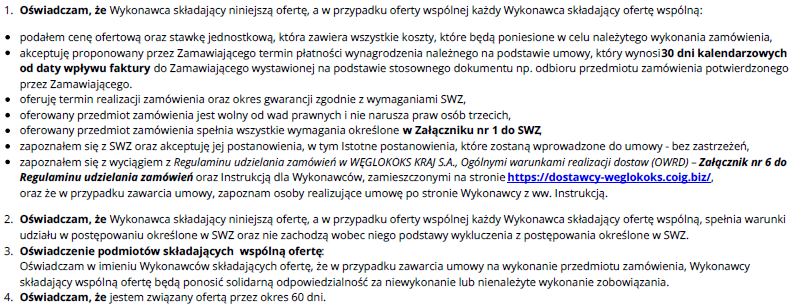 1. Oświadczam, że Wykonawca składający niniejszą ofertę, a w przypadku oferty wspólnej każdy Wykonawca składający ofertę wspólną:
• podałem cenę ofertową oraz stawkę jednostkową, która zawiera wszystkie koszty, które będą poniesione w celu należytego wykonania zamówienia,
• akceptuję proponowany przez Zamawiającego termin płatności wynagrodzenia należnego na podstawie umowy, który wynosi 30 dni kalendarzowych
od daty wpływu faktury do Zamawiającego wystawionej na podstawie stosownego dokumentu np. odbioru przedmiotu zamówienia potwierdzonego
przez Zamawiającego.
• oferuję termin realizacji zamówienia oraz okres gwarancji zgodnie z wymaganiami SWZ,
• oferowany przedmiot zamówienia jest wolny od wad prawnych i nie narusza praw osób trzecich,
• oferowany przedmiot zamówienia spełnia wszystkie wymagania określone w Załączniku nr 1 do SWZ,
• zapoznałem się z SWZ oraz akceptuję jej postanowienia, w tym Istotne postanowienia, które zostaną wprowadzone do umowy - bez zastrzeżeń,
• zapoznałem się z wyciągiem z Regulaminu udzielania zamówień w WĘGLOKOKS KRAJ S.A., Ogólnymi warunkami realizacji dostaw (OWRD) – Załącznik nr 6 do
Regulaminu udzielania zamówień oraz Instrukcją dla Wykonawców, zamieszczonymi na stronie https://dostawcy-weglokoks.coig.biz/,
oraz że w przypadku zawarcia umowy, zapoznam osoby realizujące umowę po stronie Wykonawcy z ww. Instrukcją.
2. Oświadczam, że Wykonawca składający niniejszą ofertę, a w przypadku oferty wspólnej każdy Wykonawca składający ofertę wspólną, spełnia warunki
udziału w postępowaniu określone w SWZ oraz nie zachodzą wobec niego podstawy wykluczenia z postępowania określone w SWZ.
3. Oświadczenie podmiotów składających wspólną ofertę:
Oświadczam w imieniu Wykonawców składających ofertę, że w przypadku zawarcia umowy na wykonanie przedmiotu zamówienia, Wykonawcy
składający wspólną ofertę będą ponosić solidarną odpowiedzialność za niewykonanie lub nienależyte wykonanie zobowiązania.
4. Oświadczam, że jestem związany ofertą przez okres 60 dni.